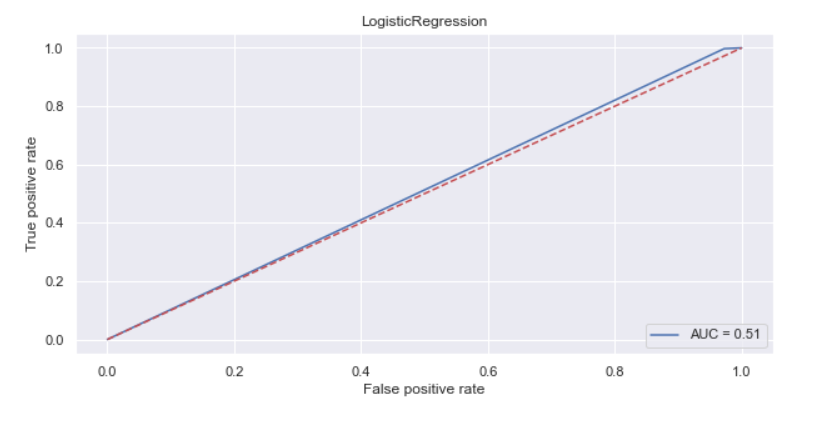 LogisticRegression
1.0
0.8
0.6
0.4
0.2
0.0
True positive rate
AUC = 0.51
0.0 0.2 0.4 0.6 0.8 1.0
False positive rate